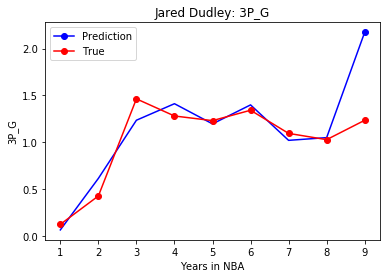 Jared Dudley: 3P_G
Prediction
True
2.0
1.5
1.0
0.5
0.0
3P_G
1 2 3 4 5 6 7 8 9
Years in NBA